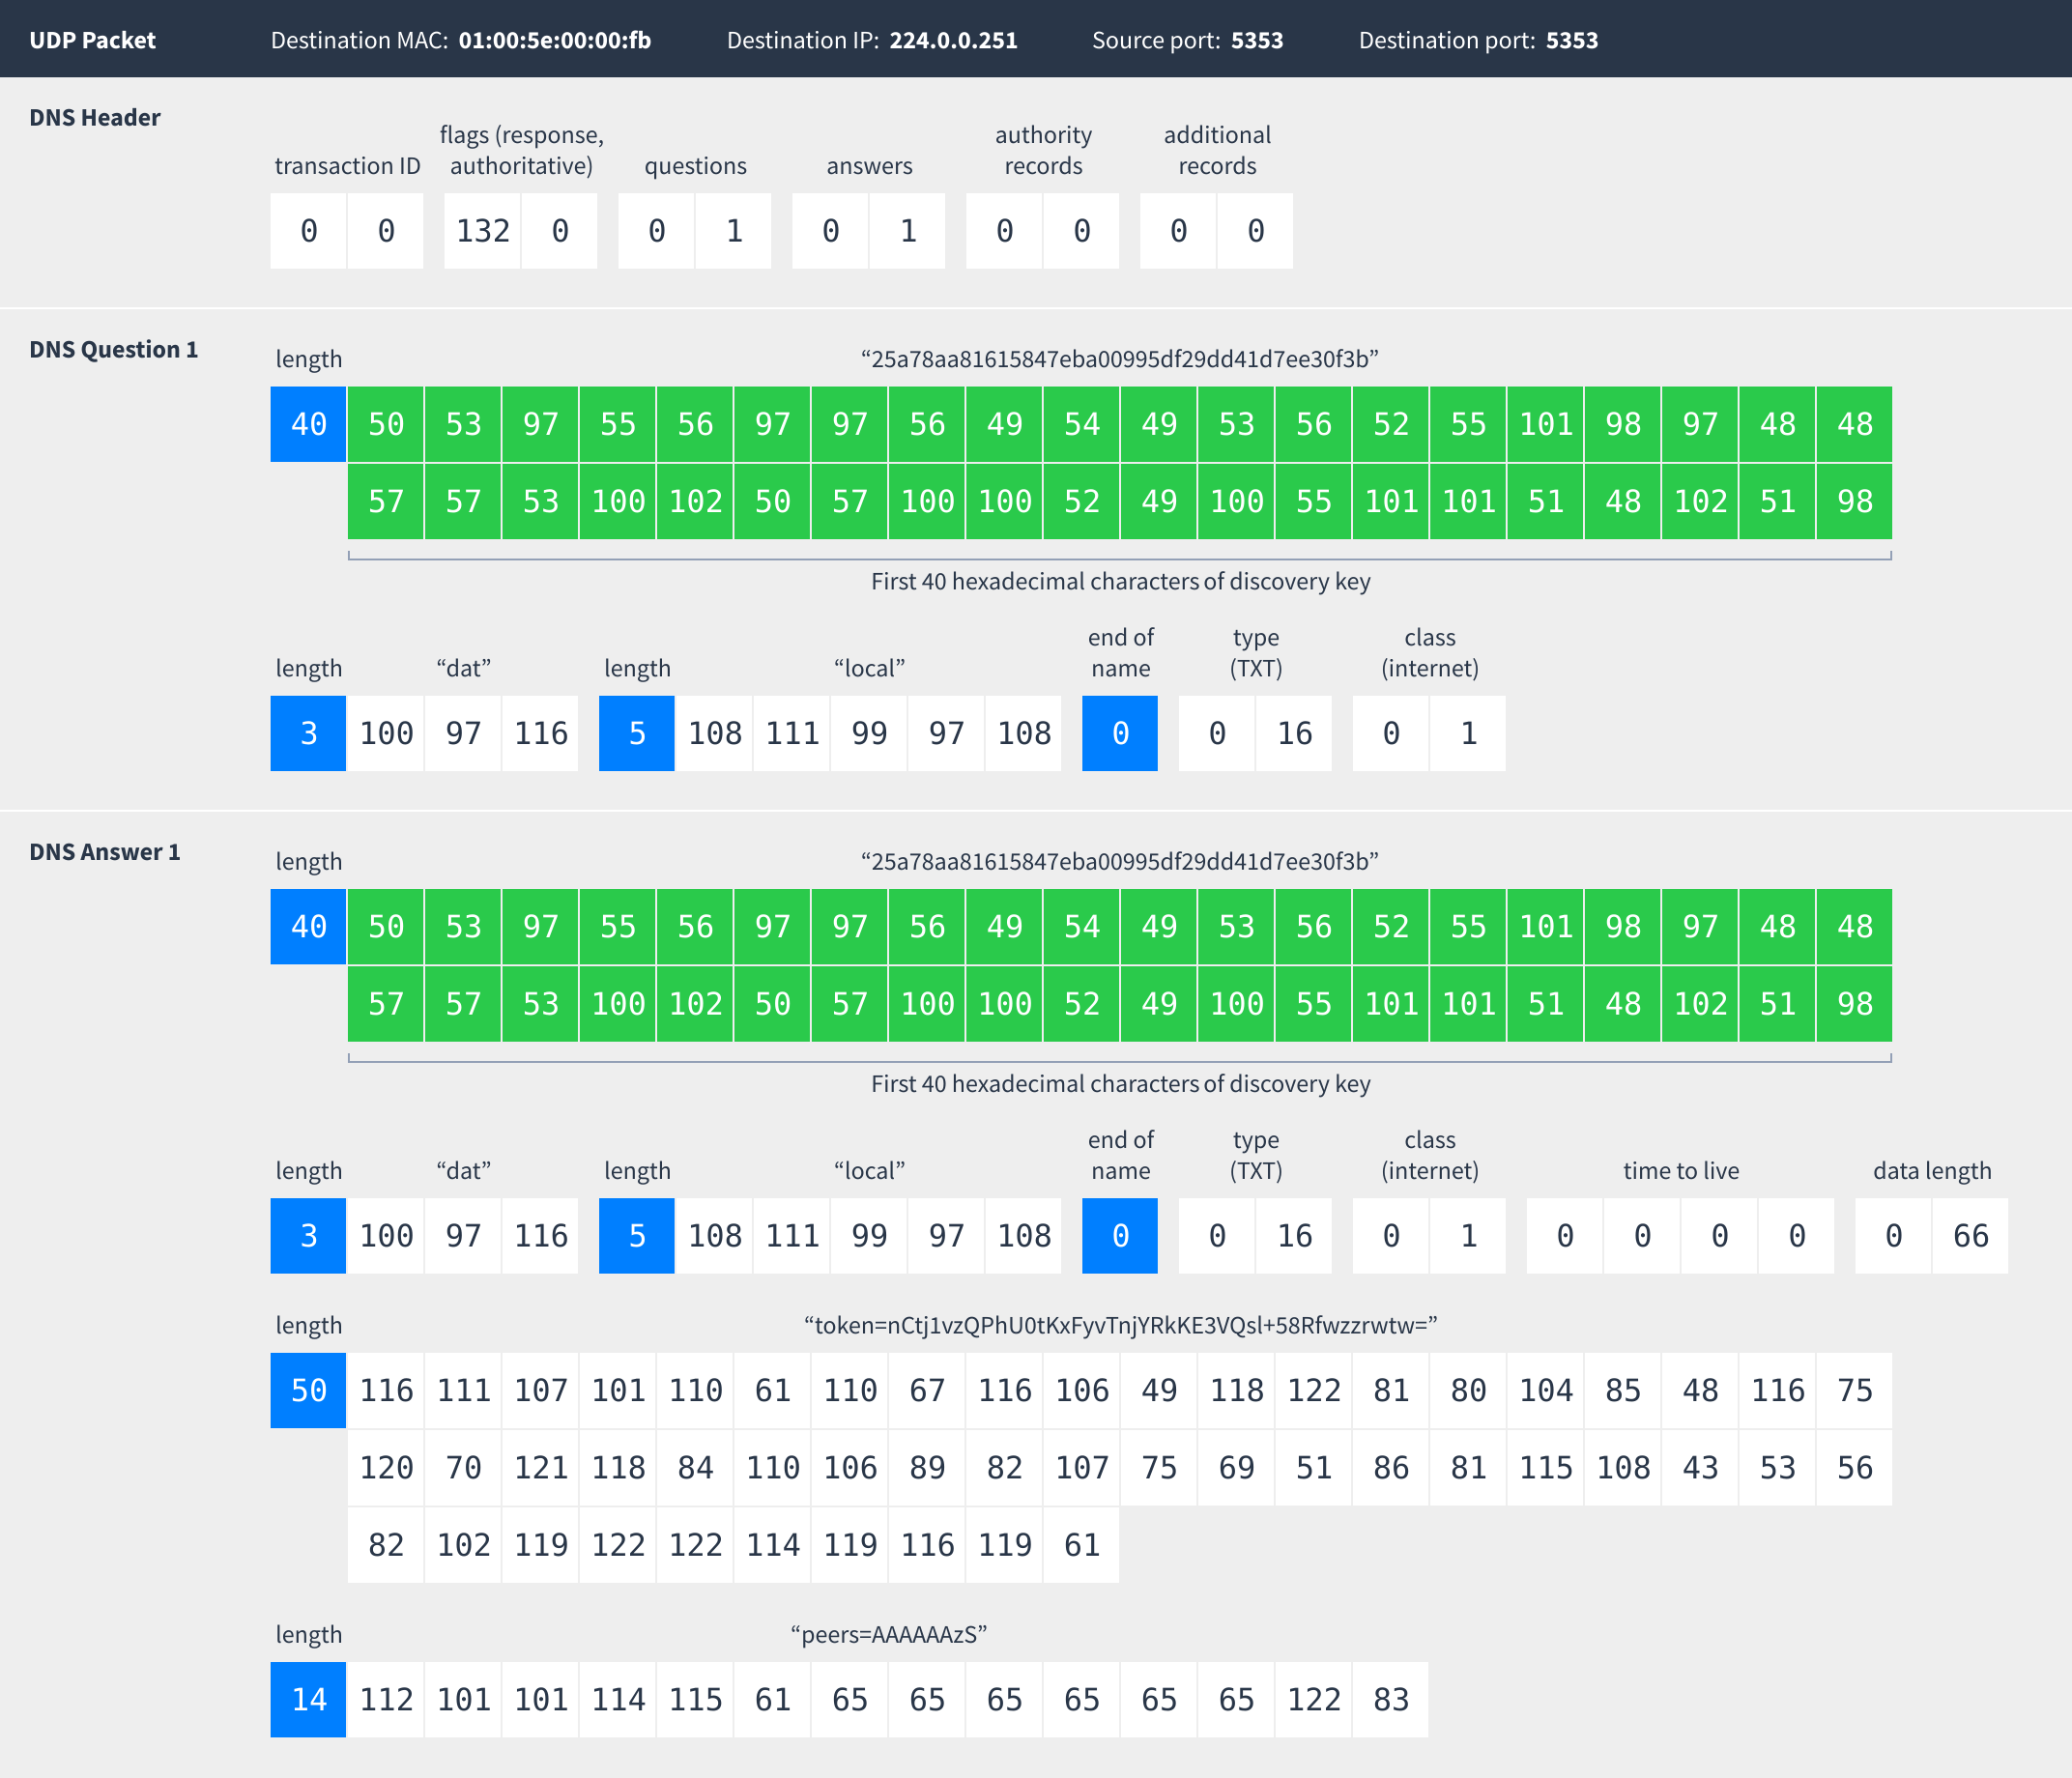 UDP Packet Destination MAC: 01:00:5e:00:00:fb Destination IP: 224.0.0.251 Source port: 5353 Destination port: 5353
DNS Header
flags (response, authority additional
transaction ID authoritative) questions answers records records
0 0 132 0 0 1 0 1 0 0 0 0
DNS Question 1
length “25a78aa81615847eba00995df29dd41d7ee30f3b”
40 50 53 97 55 56 97 97 56 49 54 49 53 56 52 55 101 98 97 48 48
57 57 53 100 102 50 57 100 100 52 49 100 55 101 101 51 48 102 51 98
First 40 hexadecimal characters of discovery key
end of type class
length “dat” length “local” name (TXT) (internet)
3 100 97 116 5 108 111 99 97 108 0 0 16 0 1
DNS Answer 1
length “25a78aa81615847eba00995df29dd41d7ee30f3b”
40 50 53 97 55 56 97 97 56 49 54 49 53 56 52 55 101 98 97 48 48
57 57 53 100 102 50 57 100 100 52 49 100 55 101 101 51 48 102 51 98
First 40 hexadecimal characters of discovery key
end of type class
length “dat” length “local” name (TXT) (internet) time to live data length
3 100 97 116 5 108 111 99 97 108 0 0 16 0 1 0 0 0 0 0 66
length “token=nCtj1vzQPhU0tKxFyvTnjYRkKE3VQsl+58Rfwzzrwtw=”
50 116 111 107 101 110 61 110 67 116 106 49 118 122 81 80 104 85 48 116 75
120 70 121 118 84 110 106 89 82 107 75 69 51 86 81 115 108 43 53 56
82 102 119 122 122 114 119 116 119 61
length “peers=AAAAAAzS”
14 112 101 101 114 115 61 65 65 65 65 65 65 122 83